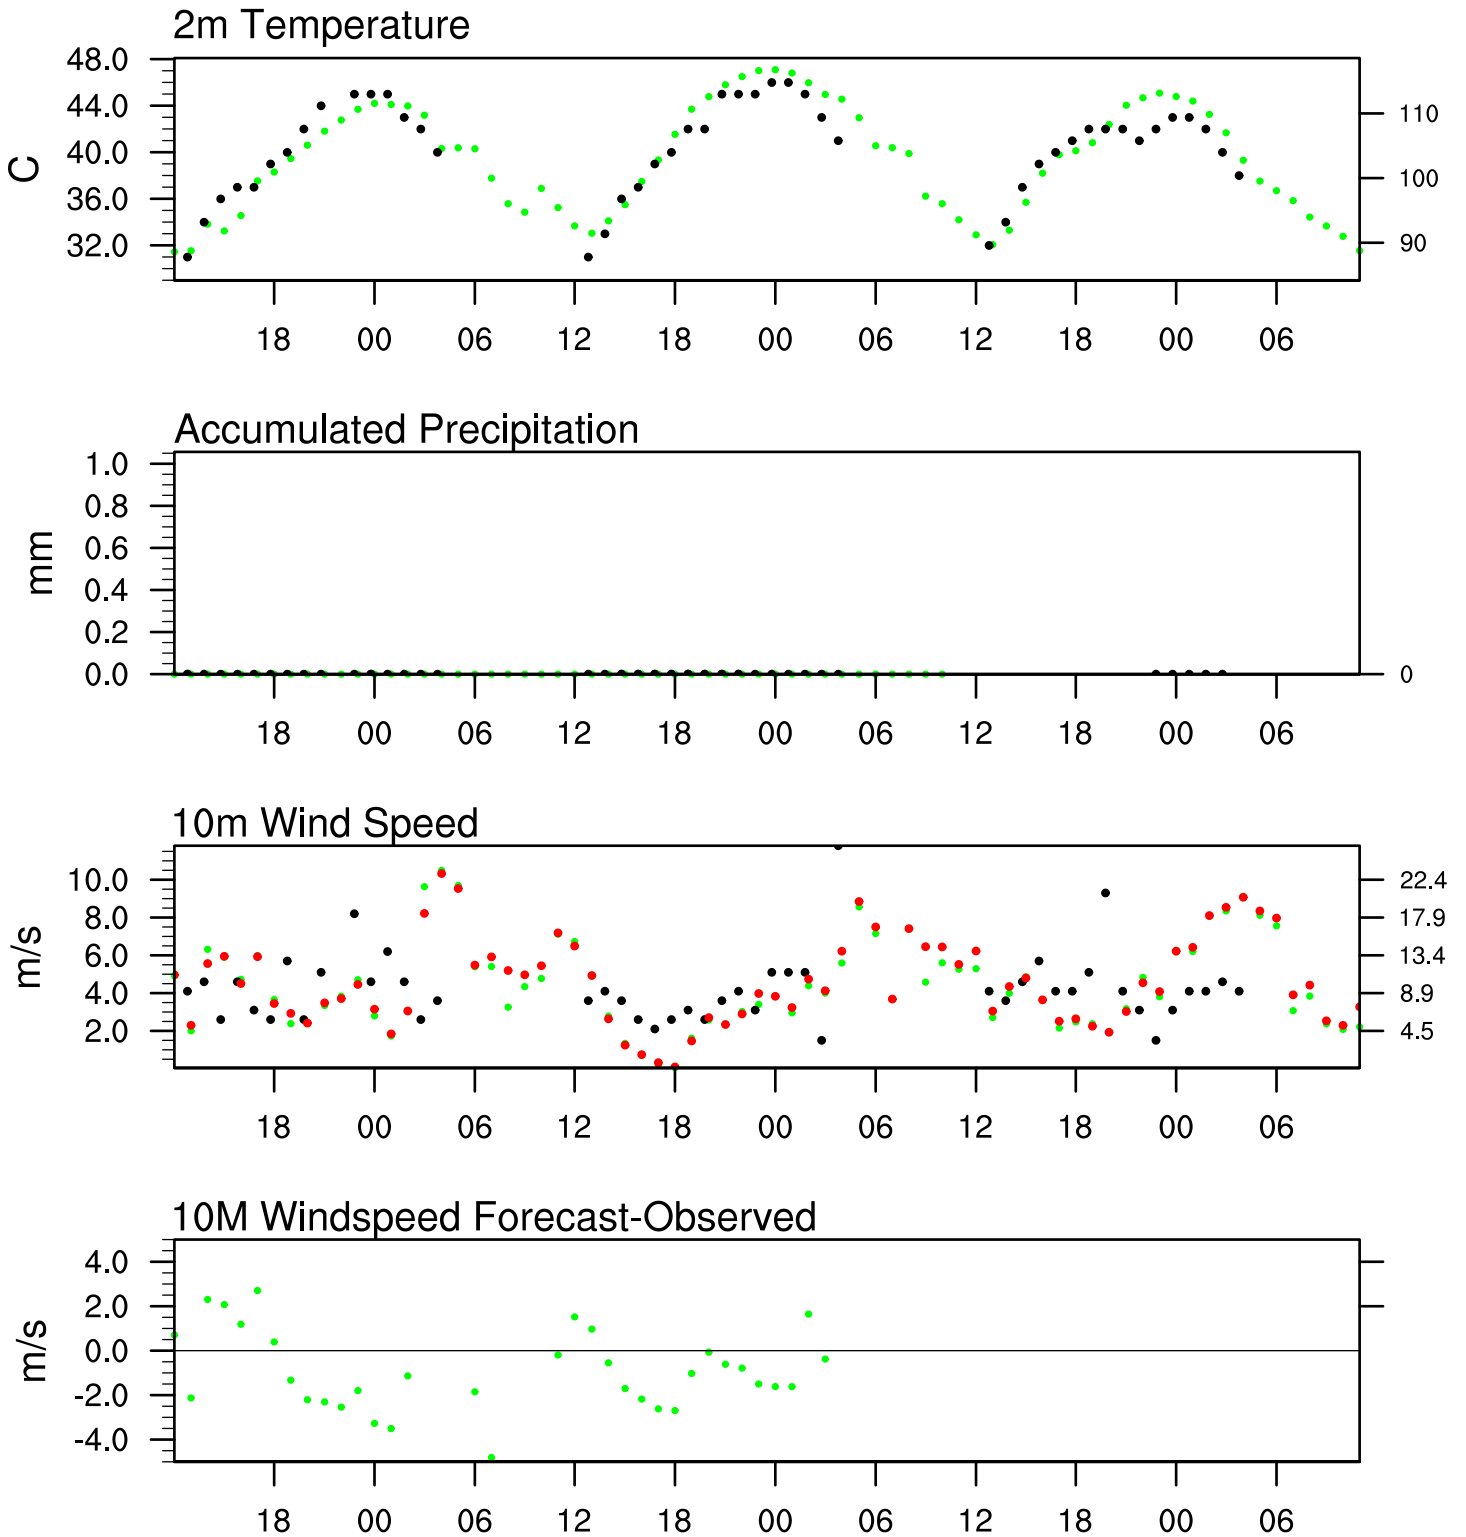 2m Temperature
48.0
44.0
40.0
36.0
32.0
C
110
100
90
18 00 06 12 18 00 06 12 18 00 06
Accumulated Precipitation
1.0
0.8
0.6
0.4
0.2
0.0
mm
0
18 00 06 12 18 00 06 12 18 00 06
10m Wind Speed
10.0
8.0
6.0
4.0
2.0
m/s
22.4
17.9
13.4
8.9
4.5
18 00 06 12 18 00 06 12 18 00 06
10M Windspeed Forecast-Observed
4.0
2.0
0.0
-2.0
-4.0
m/s
18 00 06 12 18 00 06 12 18 00 06